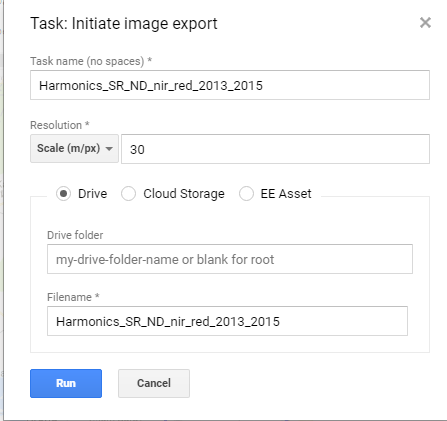 Task: Initiate image export
Task name (no spaces) *
Harmonics_SR_ND_nir_red_2013_2015
Resolution *
Scale (m/px) 30
Drive Cloud Storage EE Asset
Drive folder
my-drive-folder-name or blank for root
Filename *
Harmonics_SR_ND_nir_red_2013_2015
Run Cancel